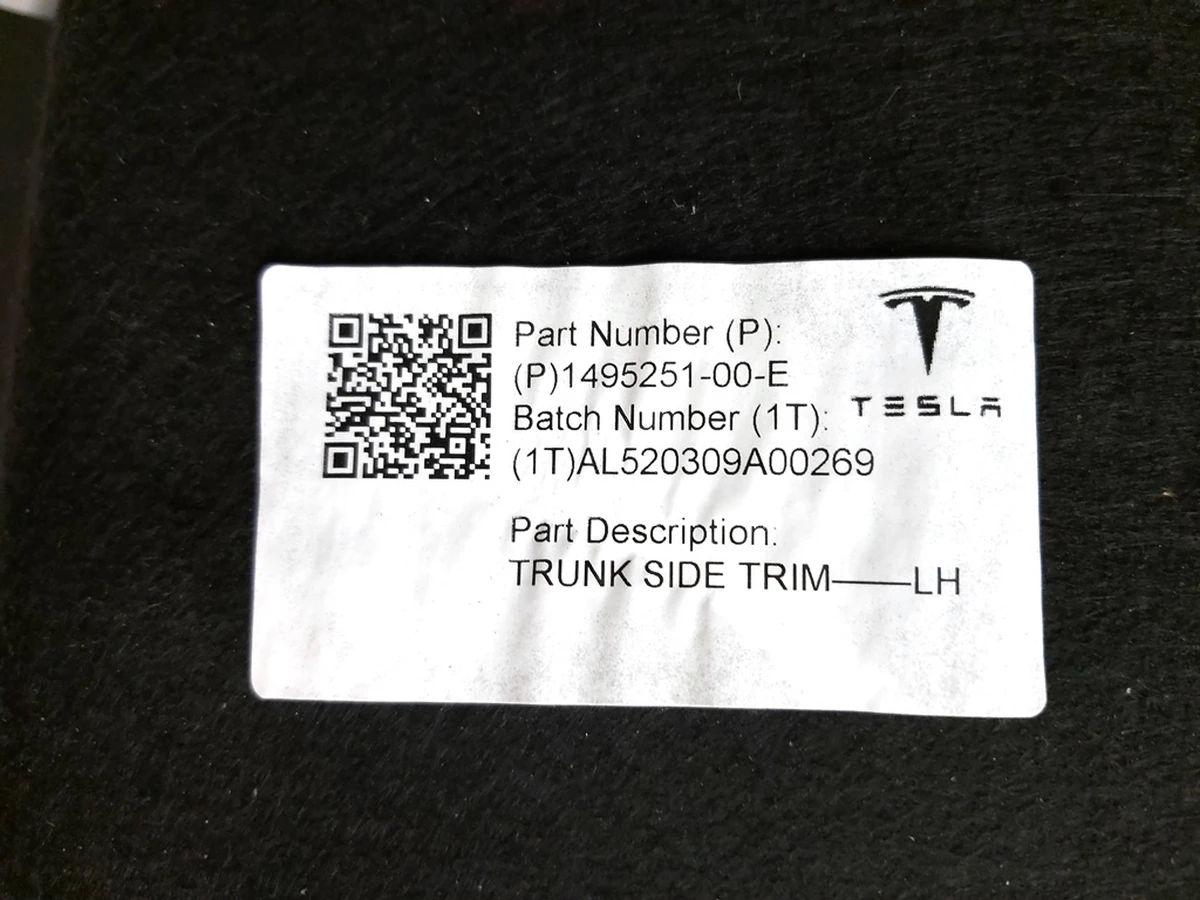 Part Number (P):
(P)1495251-00-E
Batch Number (1T):
(1T)AL520309A00269
TESLA
Part Description:
TRUNK SIDE TRIM——LH